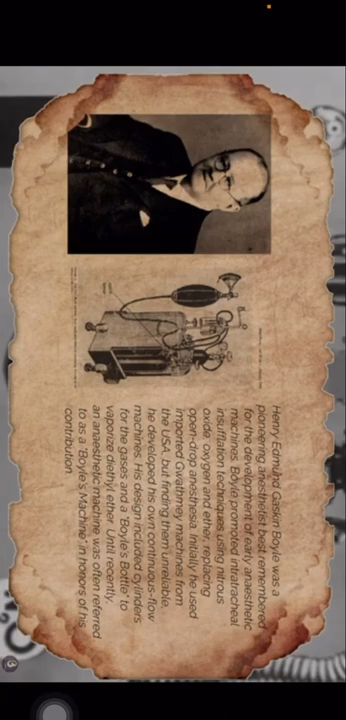 Henry Edmund Gaskin Boyle was a
pioneering anesthetist best remembered
for the development of early anaesthetic
machines. Boyle promoted intratracheal
insufflation techniques using nitrous
oxide, oxygen and ether, replacing
open-drop anesthesia. Initially he used
imported Gwathmey machines from
the USA, but finding them unreliable,
he developed his own continuous-flow
machines. His design included cylinders
for the gases and a "Boyle's Bottle" to
vaporize diethyl ether. Until recently,
an anaesthetic machine was often referred
to as a "Boyle's Machine" in honors of his
contribution.
3